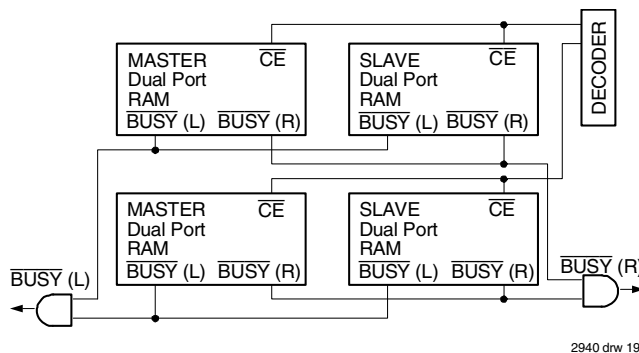 MASTER CE
Dual Port
RAM
BUSY (L) BUSY (R)
SLAVE CE
Dual Port
RAM
BUSY (L) BUSY (R)
DECODER
MASTER CE
Dual Port
RAM
BUSY (L) BUSY (R)
SLAVE CE
Dual Port
RAM
BUSY (L) BUSY (R)
BUSY (L)
BUSY (R)
2940 drw 19